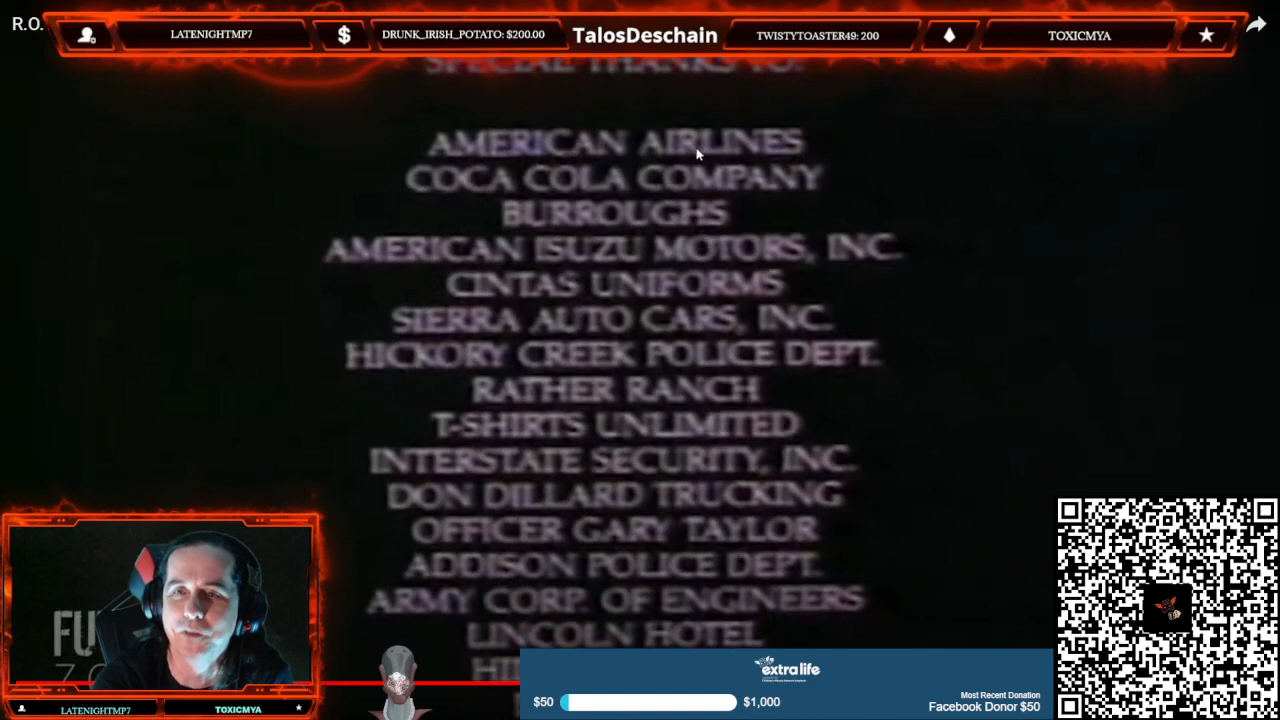 R.O.
LATENIGHTMP7
$
DRUNK_IRISH_POTATO: $200.00
TalosDeschain
TWISTYTOASTER49: 200
TOXICMYA
SPECIAL THANKS TO:
AMERICAN AIRLINES
COCA COLA COMPANY
BURROUGHS
AMERICAN ISUZU MOTORS, INC.
CINTAS UNIFORMS
SIERRA AUTO CARS, INC.
HICKORY CREEK POLICE DEPT.
RATHER RANCH
T-SHIRTS UNLIMITED
INTERSTATE SECURITY, INC.
DON DILLARD TRUCKING
OFFICER GARY TAYLOR
ADDISON POLICE DEPT.
ARMY CORP. OF ENGINEERS
LINCOLN HOTEL
extralife
$50
$1,000
Most Recent Donation
Facebook Donor $50
LATENIGHTMP7
TOXICMYA